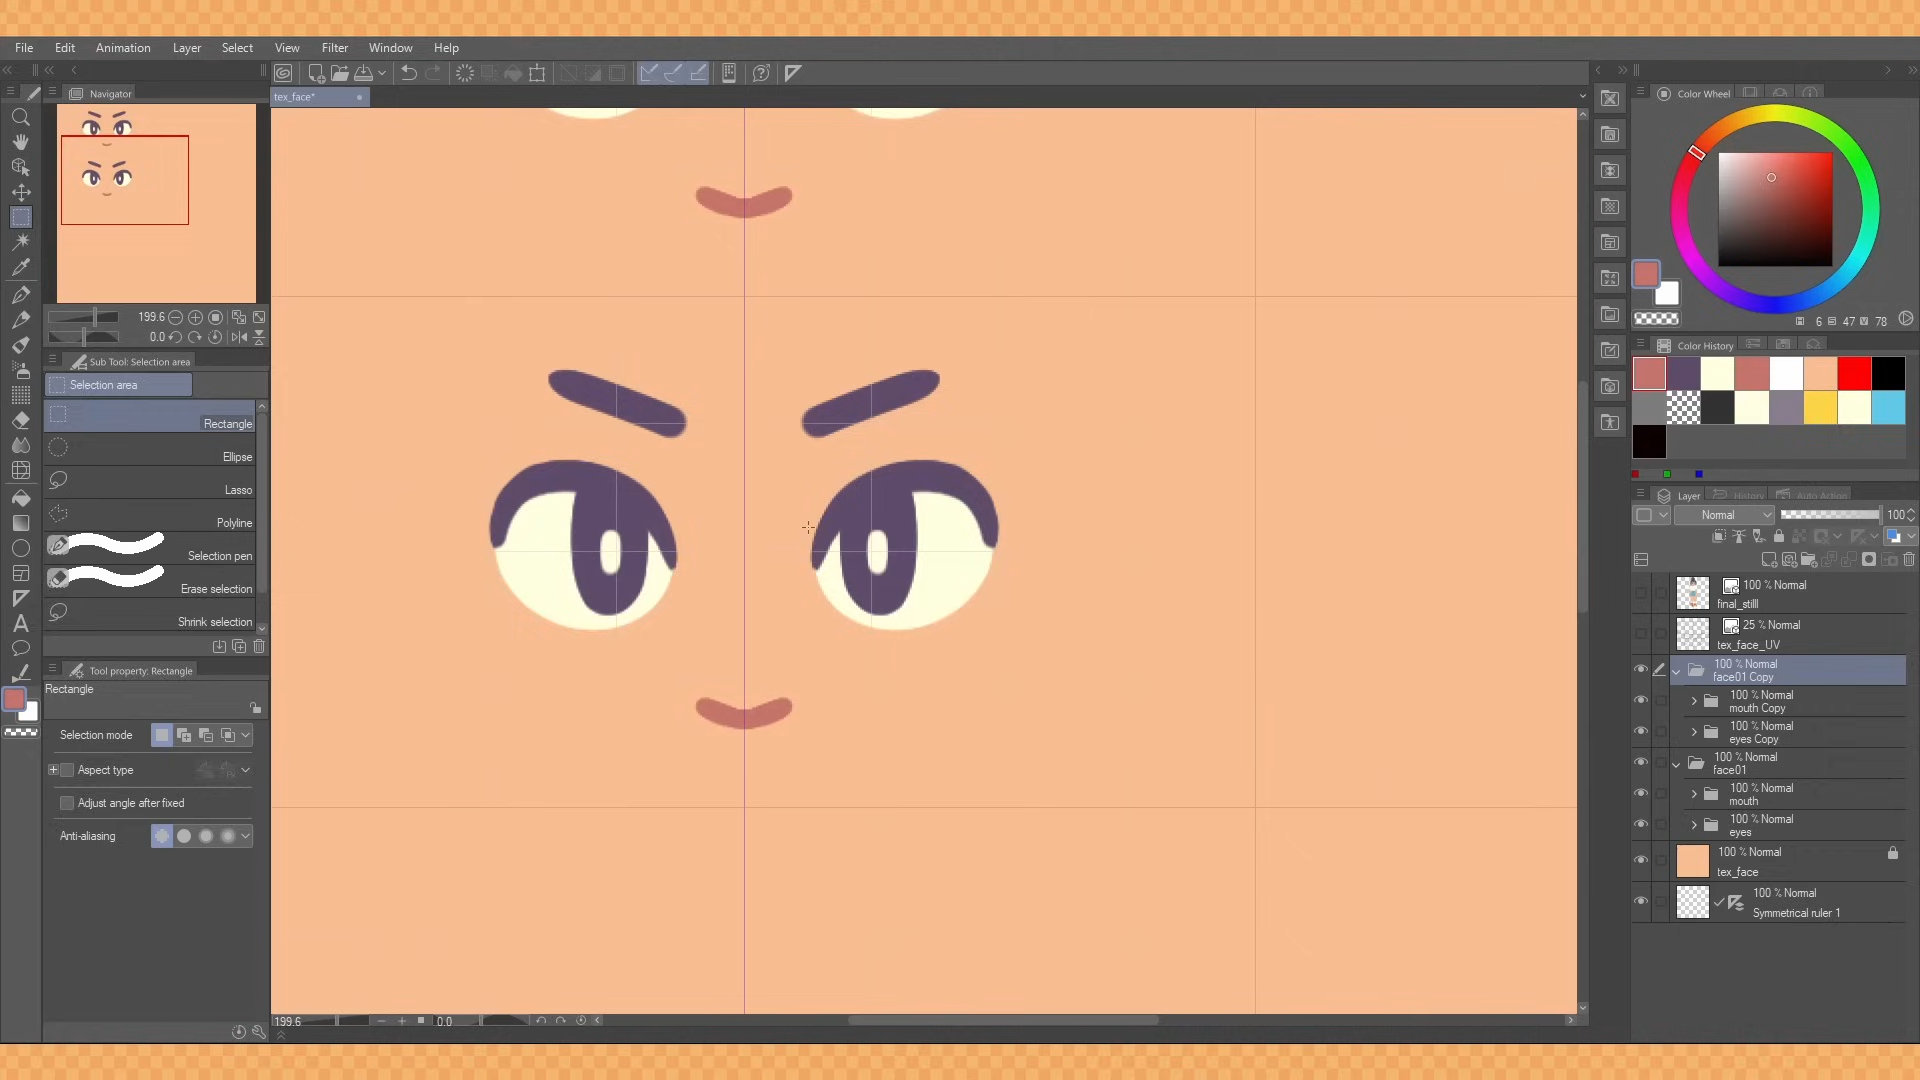 File Edit Animation Layer Select View Filter Window Help
Navigator
tex_face*
Color Wheel
199.6
0.0
6 47 78
Sub Tool: Selection area
Selection area
Rectangle
Ellipse
Lasso
Polyline
Selection pen
Erase selection
Shrink selection
Tool property: Rectangle
Rectangle
Selection mode
Aspect type
Adjust angle after fixed
Anti-aliasing
199.6 0.0
Color History
Layer History Auto Action
Normal 100
100 % Normal
final_stilll
25 % Normal
tex_face_UV
100 % Normal
face01 Copy
100 % Normal
mouth Copy
100 % Normal
eyes Copy
100 % Normal
face01
100 % Normal
mouth
100 % Normal
eyes
100 % Normal
tex_face
100 % Normal
Symmetrical ruler 1